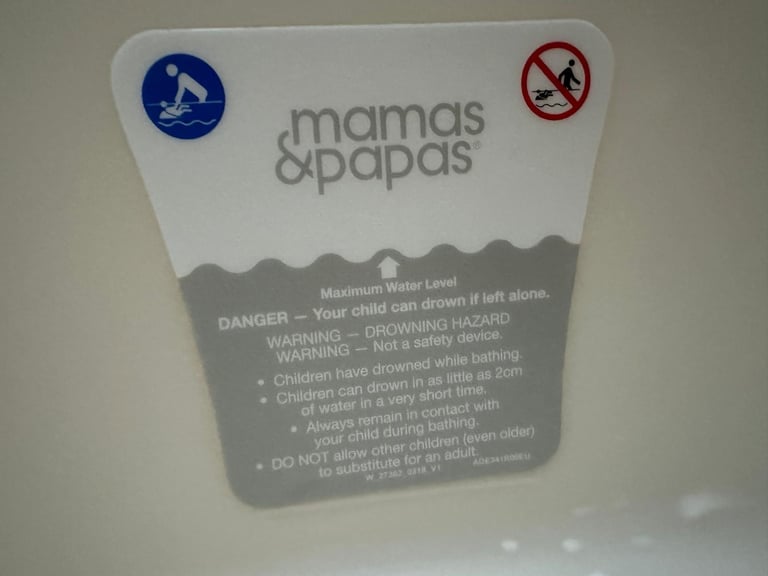 mamas
&papas®
Maximum Water Level
DANGER — Your child can drown if left alone.
WARNING — DROWNING HAZARD
WARNING — Not a safety device.
• Children have drowned while bathing.
• Children can drown in as little as 2cm
of water in a very short time.
• Always remain in contact with
your child during bathing.
• DO NOT allow other children (even older)
to substitute for an adult.